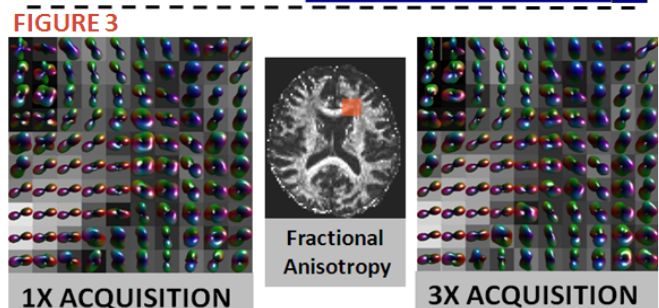 FIGURE 3
Fractional
Anisotropy
1X ACQUISITION
3X ACQUISITION